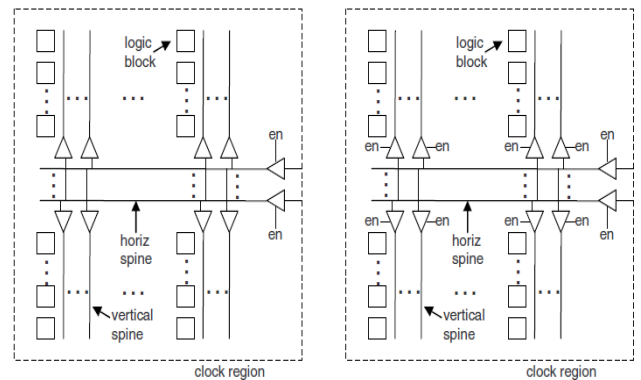 logic
block
en
en
horiz
spine
vertical
spine
clock region
logic
block
en
en
en
en
en
en
en
en
en
en
horiz
spine
vertical
spine
clock region